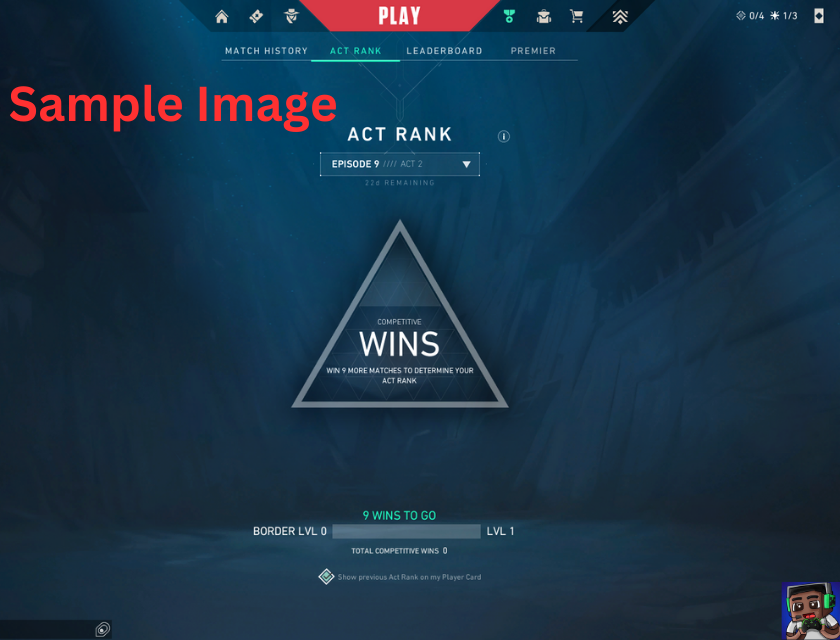 PLAY
0/4 1/3
MATCH HISTORY ACT RANK LEADERBOARD PREMIER
Sample Image
ACT RANK
EPISODE 9 //// ACT 2
22d REMAINING
COMPETITIVE
WINS
WIN 9 MORE MATCHES TO DETERMINE YOUR
ACT RANK
9 WINS TO GO
BORDER LVL 0 LVL 1
TOTAL COMPETITIVE WINS 0
Show previous Act Rank on my Player Card